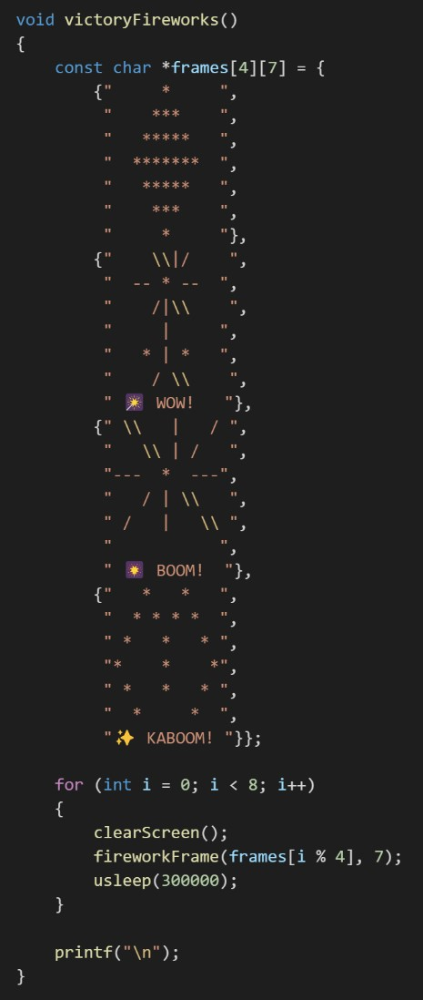 void victoryFireworks()
{
    const char *frames[4][7] = {
        {"     *     ",
         "    ***    ",
         "   *****   ",
         "  *******  ",
         "   *****   ",
         "    ***    ",
         "     *     "},
        {"    \\|/    ",
         "  -- * --  ",
         "    /|\\    ",
         "     |     ",
         "   * | *   ",
         "    / \\    ",
         " 🎇 WOW!   "},
        {" \\   |   / ",
         "   \\ | /   ",
         "---  *  ---",
         "   / | \\   ",
         " /   |   \\ ",
         "           ",
         " 💥 BOOM!  "},
        {"   *   *   ",
         "  * * * *  ",
         " *   *   * ",
         "*    *    *",
         " *   *   * ",
         "  *     *  ",
         "✨ KABOOM! "}};

    for (int i = 0; i < 8; i++)
    {
        clearScreen();
        fireworkFrame(frames[i % 4], 7);
        usleep(300000);
    }

    printf("\n");
}